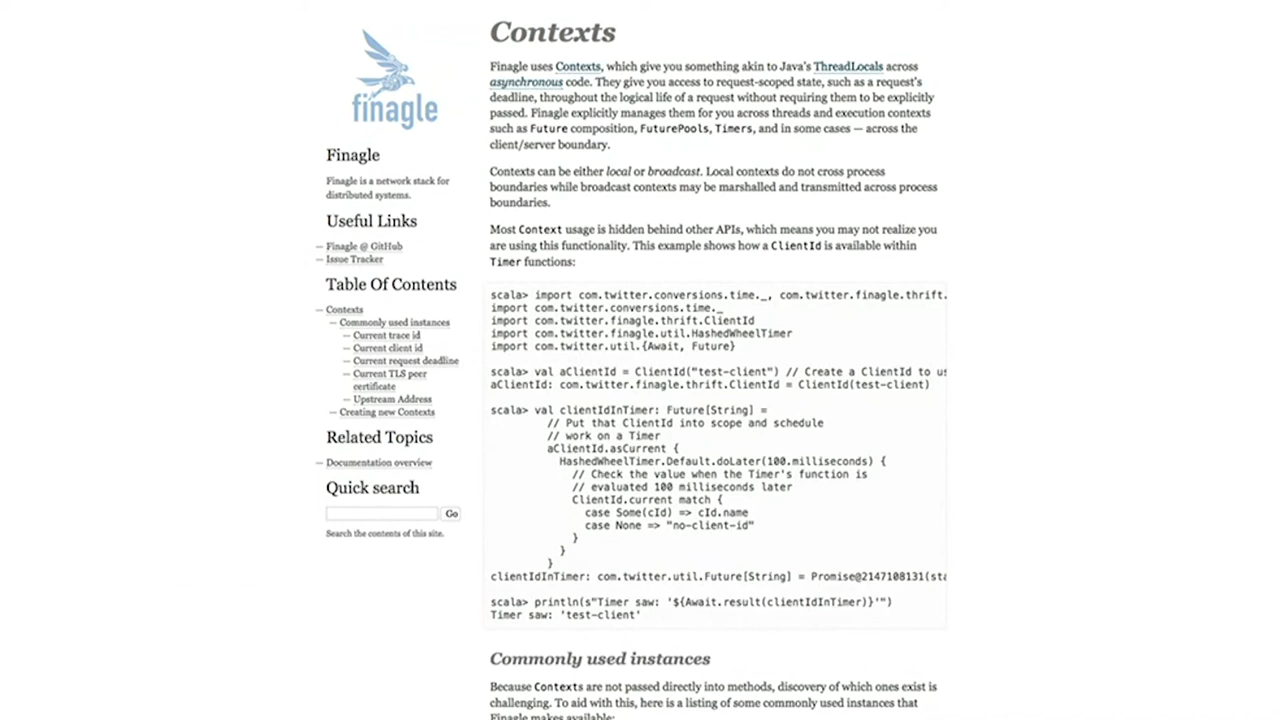 finagle
Finagle
Finagle is a network stack for
distributed systems.
Useful Links
— Finagle @ GitHub
— Issue Tracker
Table Of Contents
— Contexts
— Commonly used instances
— Current trace id
— Current client id
— Current request deadline
— Current TLS peer
certificate
— Upstream Address
— Creating new Contexts
Related Topics
— Documentation overview
Quick search
Go
Search the contents of this site.
Contexts
Finagle uses Contexts, which give you something akin to Java's ThreadLocals across
asynchronous code. They give you access to request-scoped state, such as a request's
deadline, throughout the logical life of a request without requiring them to be explicitly
passed. Finagle explicitly manages them for you across threads and execution contexts
such as Future composition, FuturePools, Timers, and in some cases — across the
client/server boundary.
Contexts can be either local or broadcast. Local contexts do not cross process
boundaries while broadcast contexts may be marshalled and transmitted across process
boundaries.
Most Context usage is hidden behind other APIs, which means you may not realize you
are using this functionality. This example shows how a ClientId is available within
Timer functions:
scala> import com.twitter.conversions.time._, com.twitter.finagle.thrift.
import com.twitter.conversions.time._
import com.twitter.finagle.thrift.ClientId
import com.twitter.finagle.util.HashedWheelTimer
import com.twitter.util.{Await, Future}
scala> val aClientId = ClientId("test-client") // Create a ClientId to us
aClientId: com.twitter.finagle.thrift.ClientId = ClientId(test-client)
scala> val clientIdInTimer: Future[String] =
// Put that ClientId into scope and schedule
// work on a Timer
aClientId.asCurrent {
HashedWheelTimer.Default.doLater(100.milliseconds) {
// Check the value when the Timer's function is
// evaluated 100 milliseconds later
ClientId.current match {
case Some(cId) => cId.name
case None => "no-client-id"
}
}
}
clientIdInTimer: com.twitter.util.Future[String] = Promise@2147108131(sta
scala> println(s"Timer saw: '${Await.result(clientIdInTimer)}'")
Timer saw: 'test-client'
Commonly used instances
Because Contexts are not passed directly into methods, discovery of which ones exist is
challenging. To aid with this, here is a listing of some commonly used instances that
Finagle makes available: